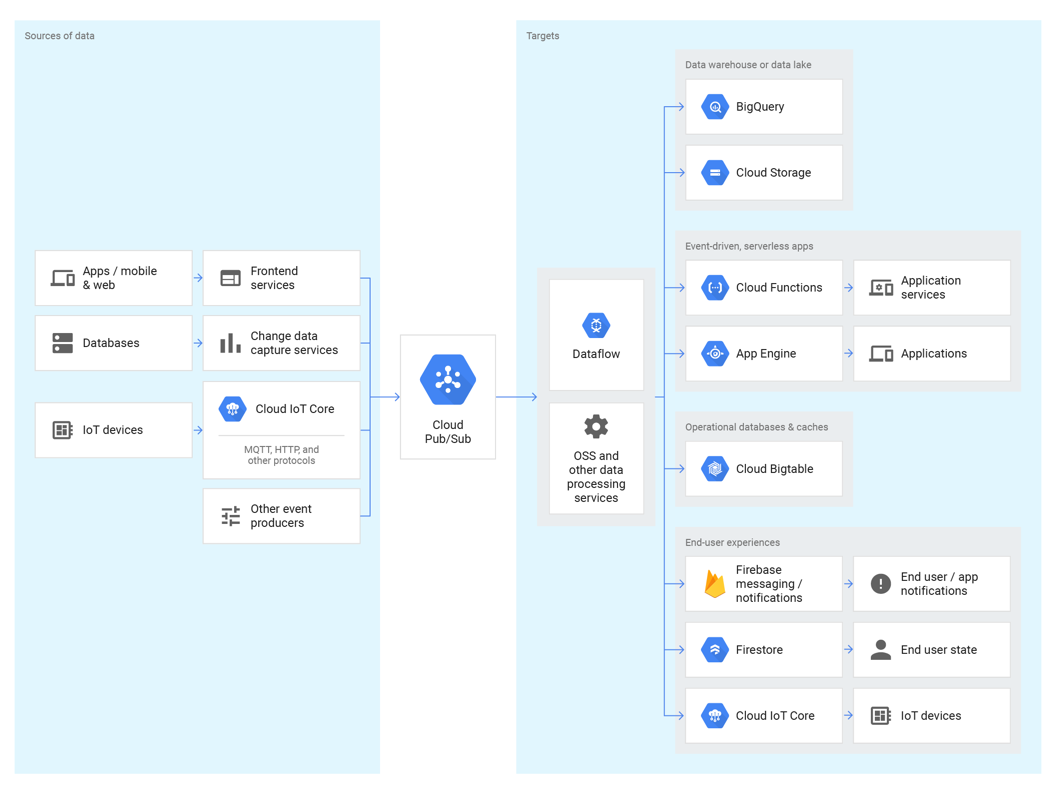 Sources of data
Apps / mobile
& web
Frontend
services
Databases
Change data
capture services
IoT devices
Cloud IoT Core
MQTT, HTTP, and
other protocols
Other event
producers
Cloud
Pub/Sub
Targets
Dataflow
OSS and
other data
processing
services
Data warehouse or data lake
BigQuery
Cloud Storage
Event-driven, serverless apps
Cloud Functions
Application
services
App Engine
Applications
Operational databases & caches
Cloud Bigtable
End-user experiences
Firebase
messaging /
notifications
End user / app
notifications
Firestore
End user state
Cloud IoT Core
IoT devices